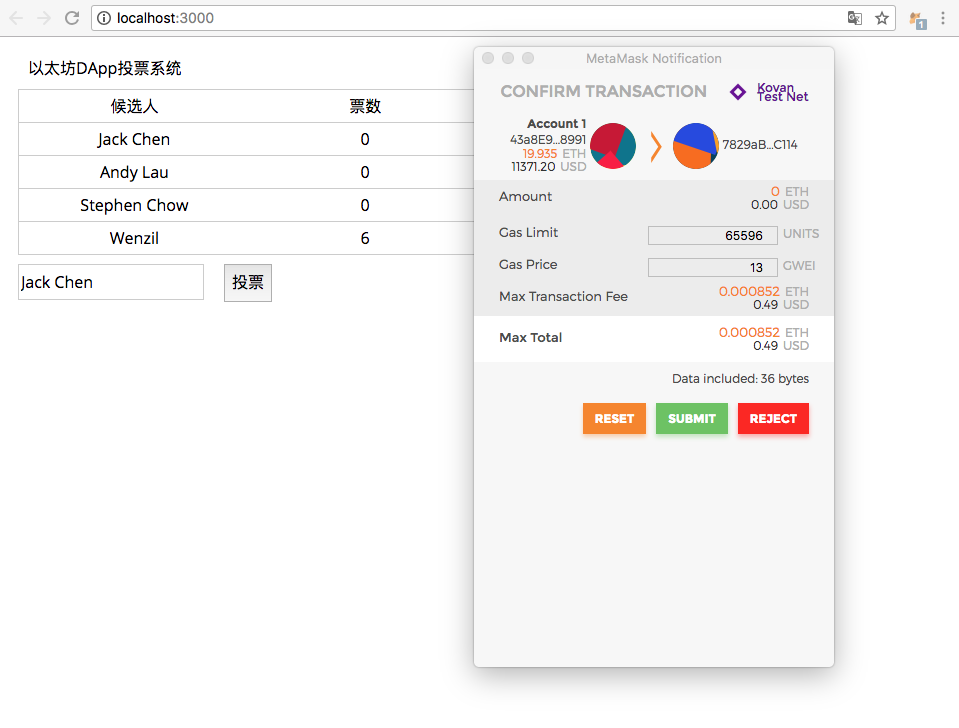 localhost:3000
1
以太坊DApp投票系统
候选人 票数
Jack Chen 0
Andy Lau 0
Stephen Chow 0
Wenzil 6
Jack Chen 投票
MetaMask Notification
CONFIRM TRANSACTION
Kovan
Test Net
Account 1
43a8E9...8991
19.935 ETH
11371.20 USD
7829aB...C114
Amount 0 ETH
0.00 USD
Gas Limit 65596 UNITS
Gas Price 13 GWEI
Max Transaction Fee 0.000852 ETH
0.49 USD
Max Total 0.000852 ETH
0.49 USD
Data included: 36 bytes
RESET SUBMIT REJECT